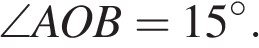 ∠AOB = 15°.